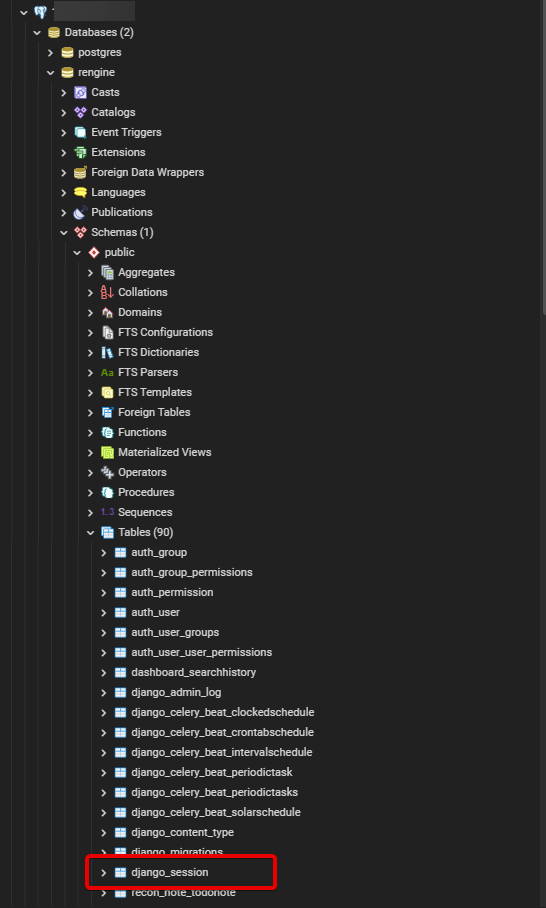 Databases (2)
postgres
rengine
Casts
Catalogs
Event Triggers
Extensions
Foreign Data Wrappers
Languages
Publications
Schemas (1)
public
Aggregates
Collations
Domains
FTS Configurations
FTS Dictionaries
Aa FTS Parsers
FTS Templates
Foreign Tables
Functions
Materialized Views
Operators
Procedures
1.3 Sequences
Tables (90)
auth_group
auth_group_permissions
auth_permission
auth_user
auth_user_groups
auth_user_user_permissions
dashboard_searchhistory
django_admin_log
django_celery_beat_clockedschedule
django_celery_beat_crontabschedule
django_celery_beat_intervalschedule
django_celery_beat_periodictask
django_celery_beat_periodictasks
django_celery_beat_solarschedule
django_content_type
django_migrations
django_session
recon_note_todonote